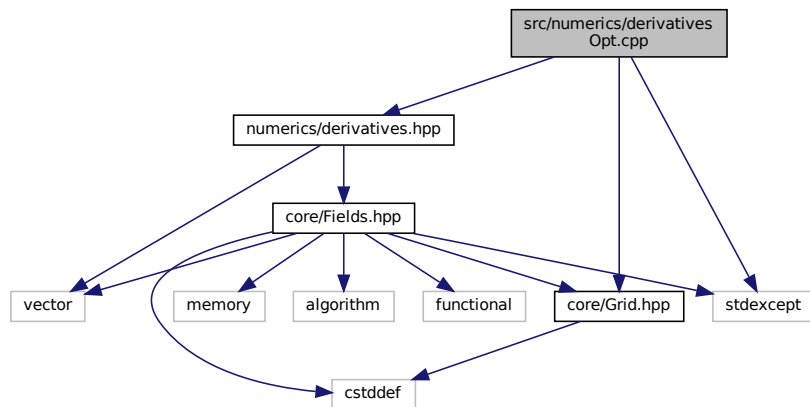 src/numerics/derivatives
Opt.cpp
numerics/derivatives.hpp
core/Fields.hpp
vector
memory
algorithm
functional
core/Grid.hpp
stdexcept
cstddef